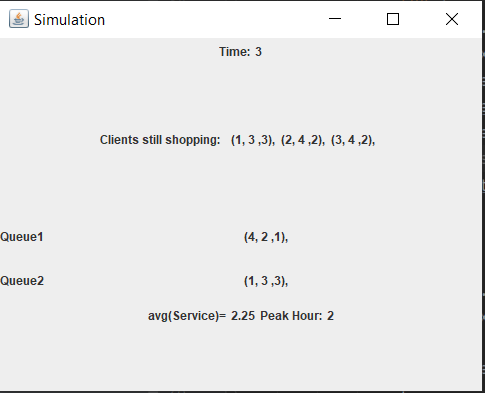 Simulation
Time: 3
Clients still shopping: (1, 3 ,3), (2, 4 ,2), (3, 4 ,2),
Queue1 (4, 2 ,1),
Queue2 (1, 3 ,3),
avg(Service)= 2.25 Peak Hour: 2